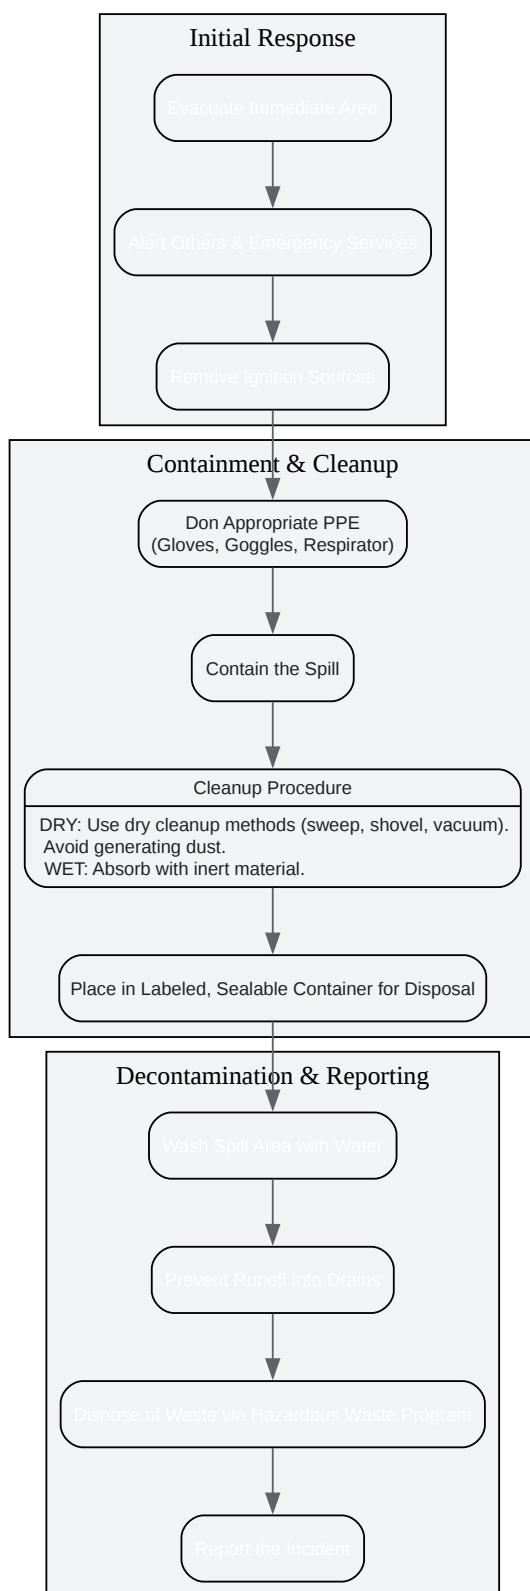 Initial Response
Evacuate Immediate Area
Alert Others & Emergency Services
Remove Ignition Sources
Containment & Cleanup
Don Appropriate PPE
(Gloves, Goggles, Respirator)
Contain the Spill
Cleanup Procedure
DRY: Use dry cleanup methods (sweep, shovel, vacuum).
Avoid generating dust.
WET: Absorb with inert material.
Place in Labeled, Sealable Container for Disposal
Decontamination & Reporting
Wash Spill Area with Water
Prevent Runoff into Drains
Dispose of Waste via Hazardous Waste Program
Report the Incident